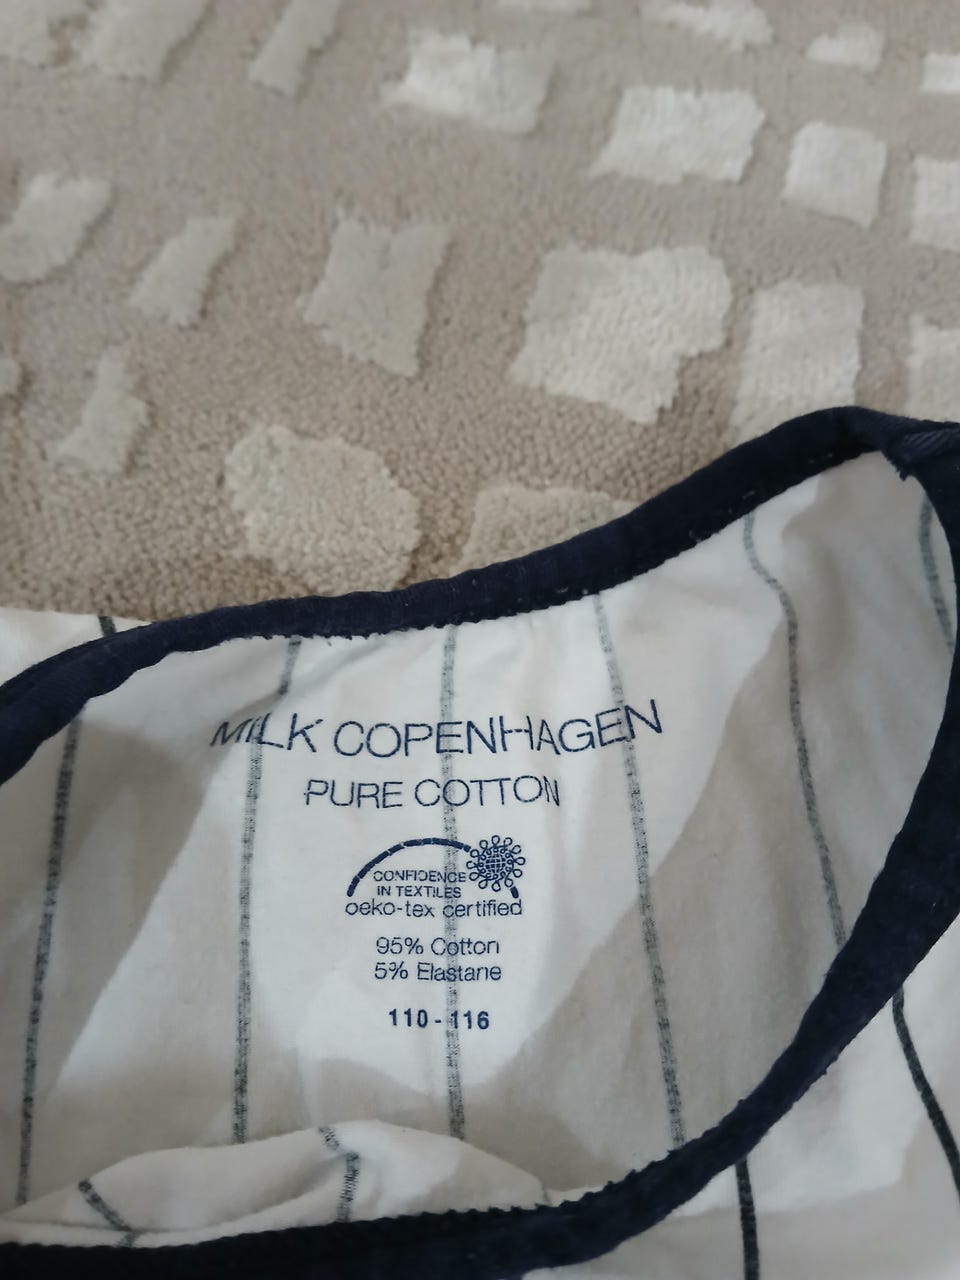 MILK COPENHAGEN
PURE COTTON
CONFIDENCE
IN TEXTILES
oeko-tex certified
95% Cotton
5% Elastane
110 - 116